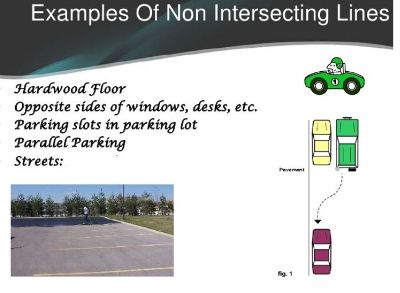 Examples Of Non Intersecting Lines
Hardwood Floor
Opposite sides of windows, desks, etc.
Parking slots in parking lot
Parallel Parking
Streets:
Pavement
fig. 1